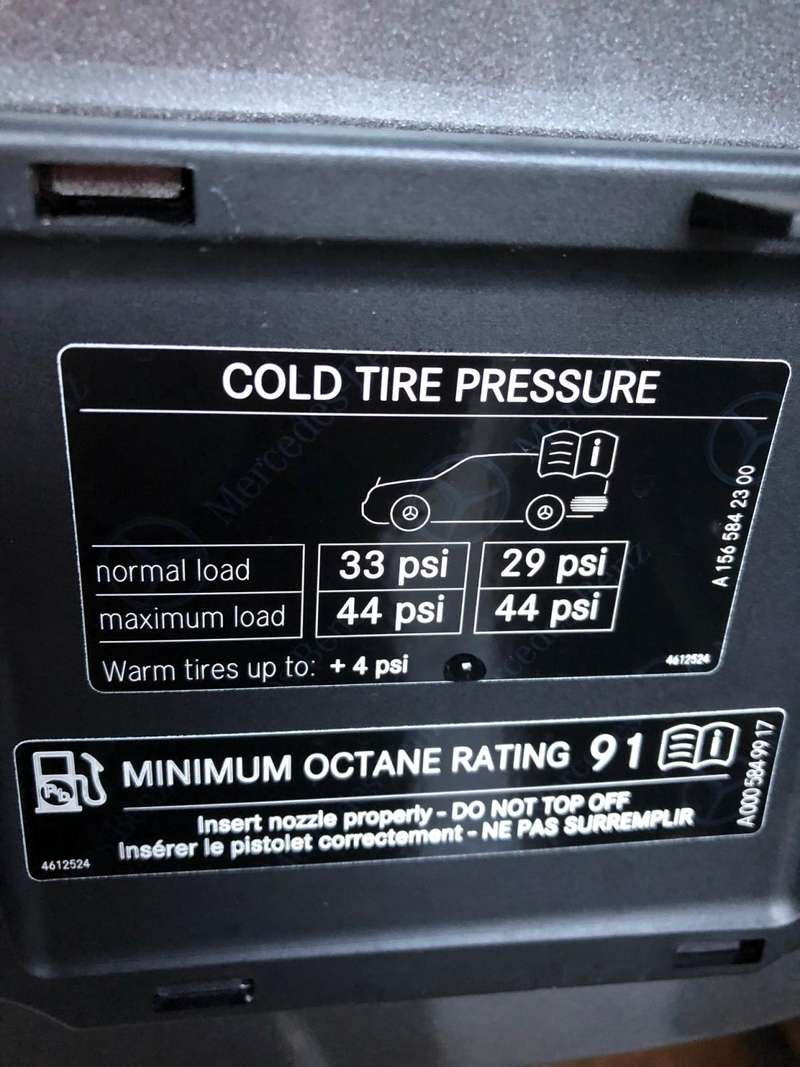 COLD TIRE PRESSURE
i
normal load 33 psi 29 psi
maximum load 44 psi 44 psi
Warm tires up to: + 4 psi
4612524
A 156 584 23 00
MINIMUM OCTANE RATING 91 i
Pb
Insert nozzle properly - DO NOT TOP OFF
Insérer le pistolet correctement - NE PAS SURREMPLIR
4612524
A000 584 99 17